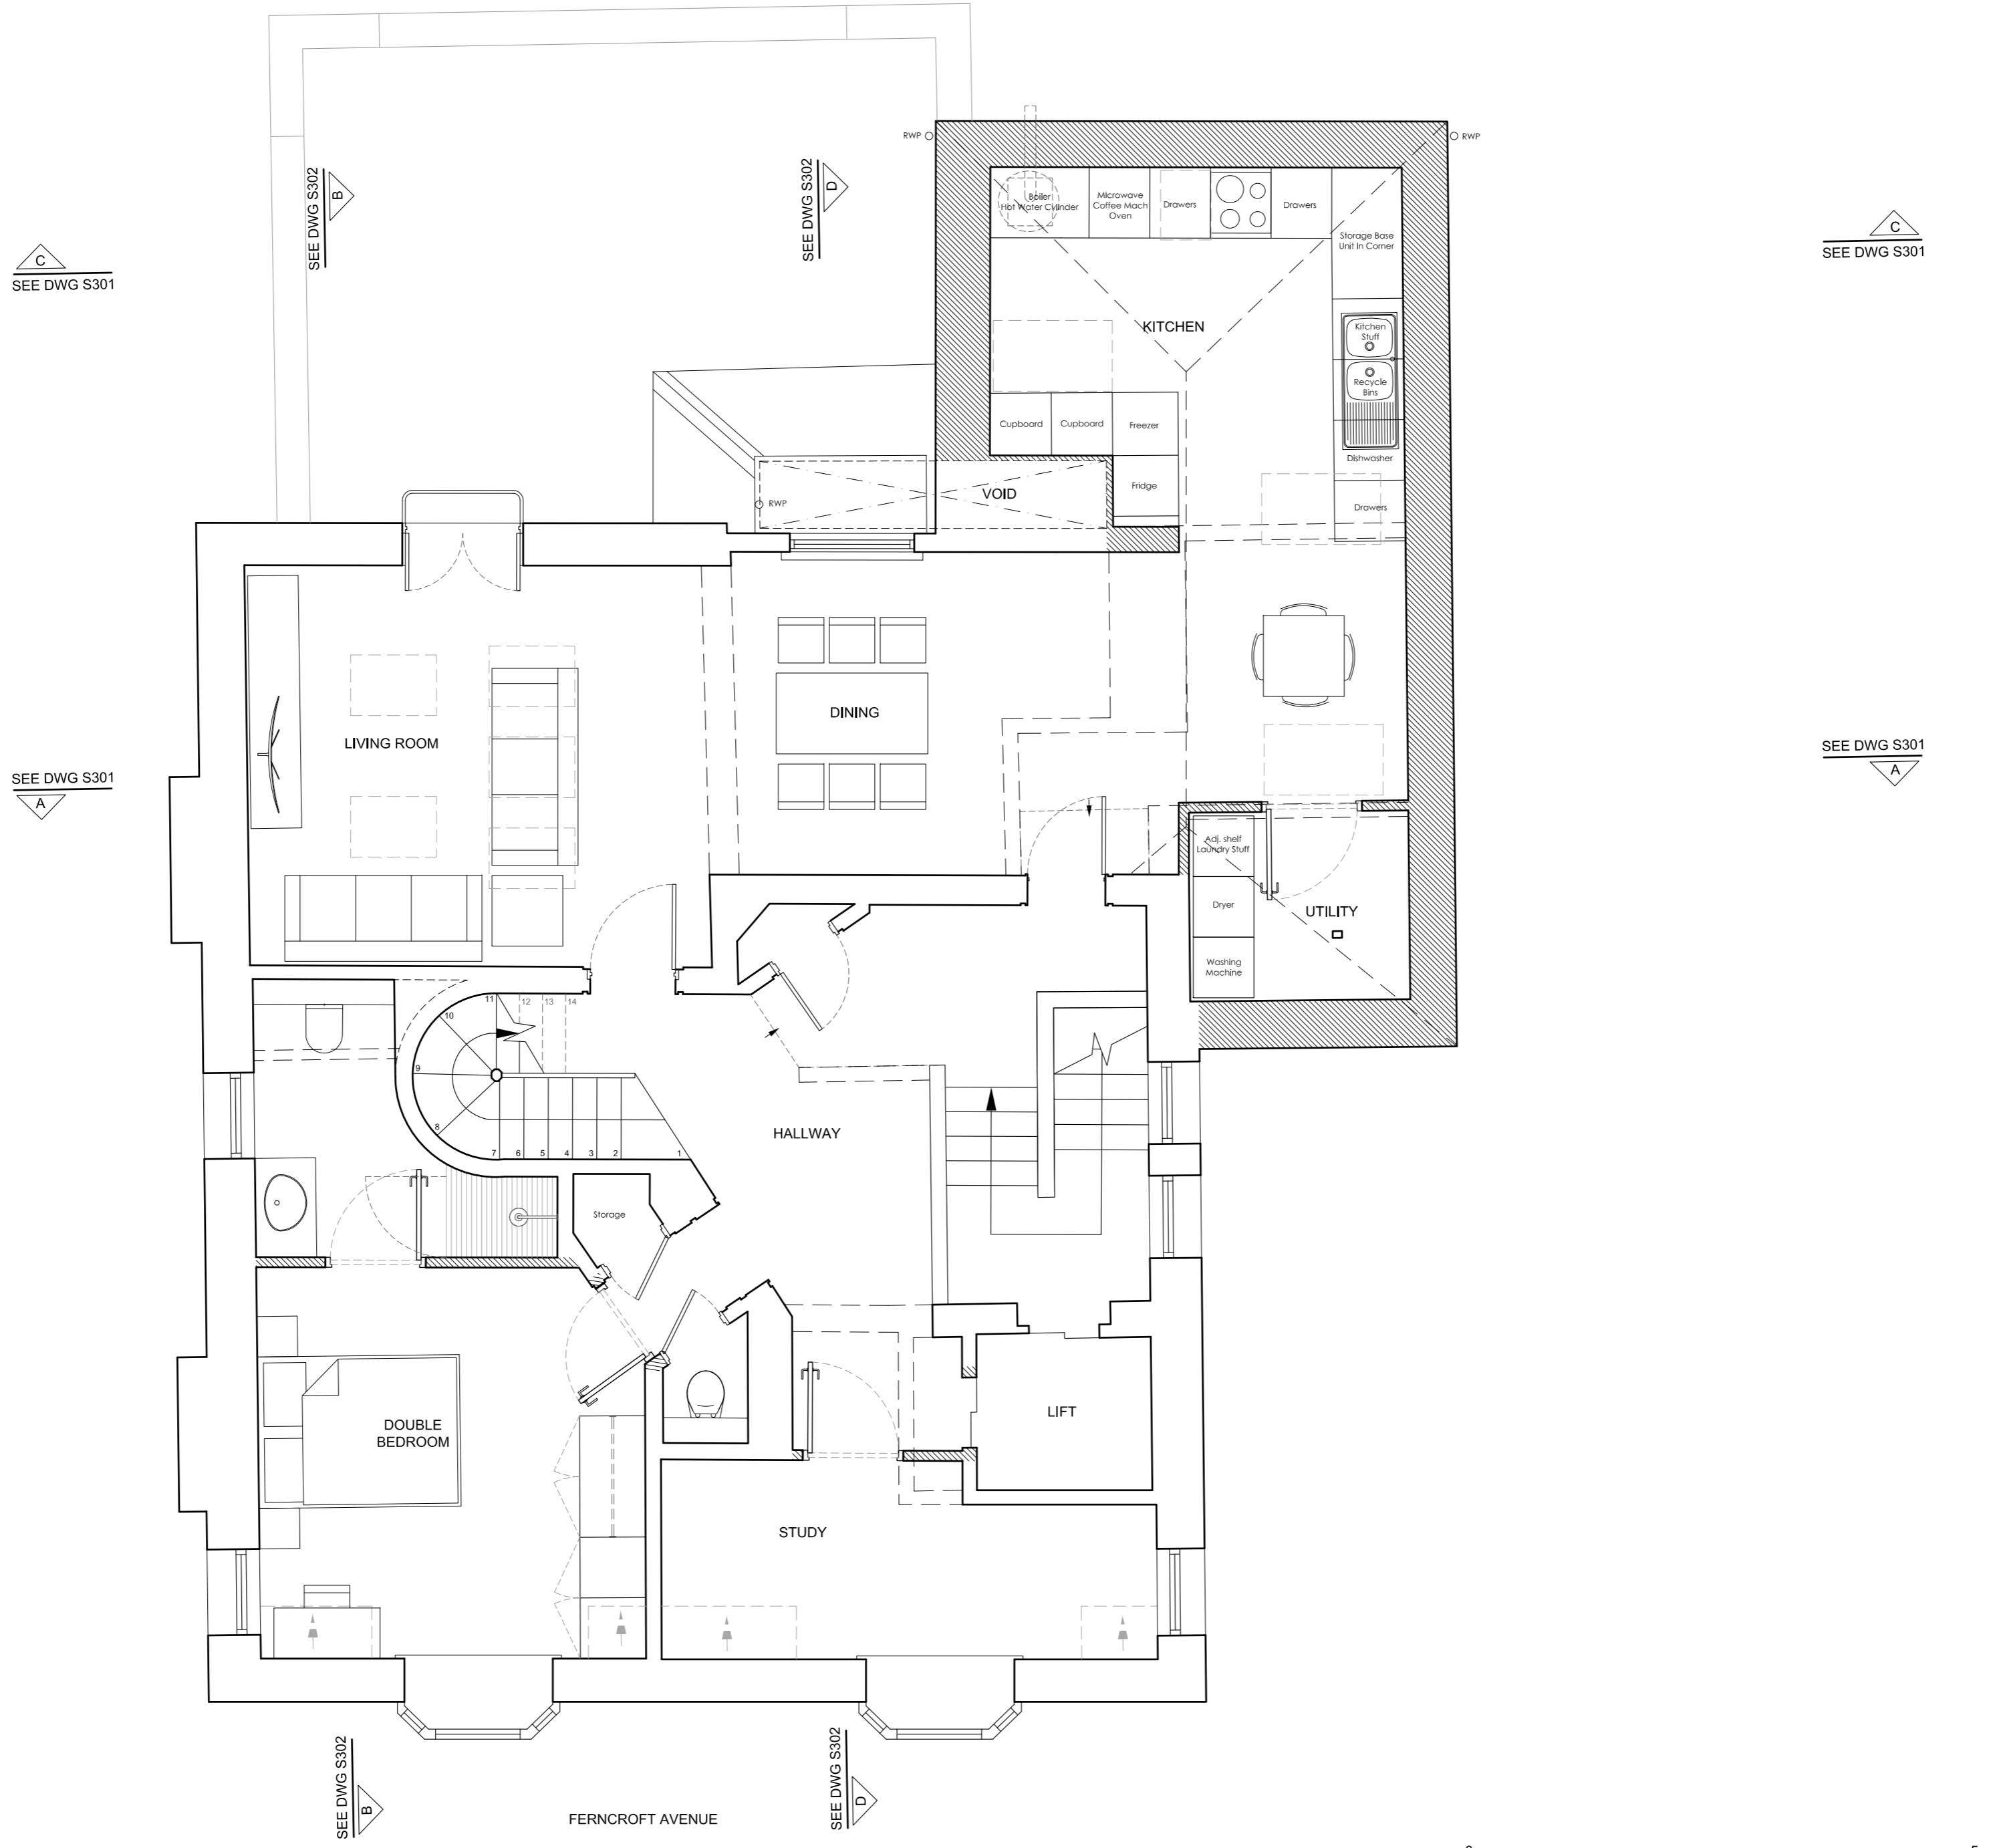 RWP
RWP
SEE DWG S302
B
SEE DWG S302
D
Boiler
Hot Water Cylinder
Microwave
Coffee Mach
Oven
Drawers
Drawers
Storage Base
Unit In Corner
C
SEE DWG S301
C
SEE DWG S301
KITCHEN
Kitchen
Stuff
Recycle
Bins
Cupboard
Cupboard
Freezer
Dishwasher
Fridge
VOID
RWP
Drawers
DINING
LIVING ROOM
SEE DWG S301
A
SEE DWG S301
A
Adj. shelf
Laundry Stuff
Dryer
UTILITY
Washing
Machine
11
12
13
14
10
9
8
7
6
5
4
3
2
1
HALLWAY
Storage
LIFT
DOUBLE
BEDROOM
STUDY
SEE DWG S302
B
SEE DWG S302
D
FERNCROFT AVENUE